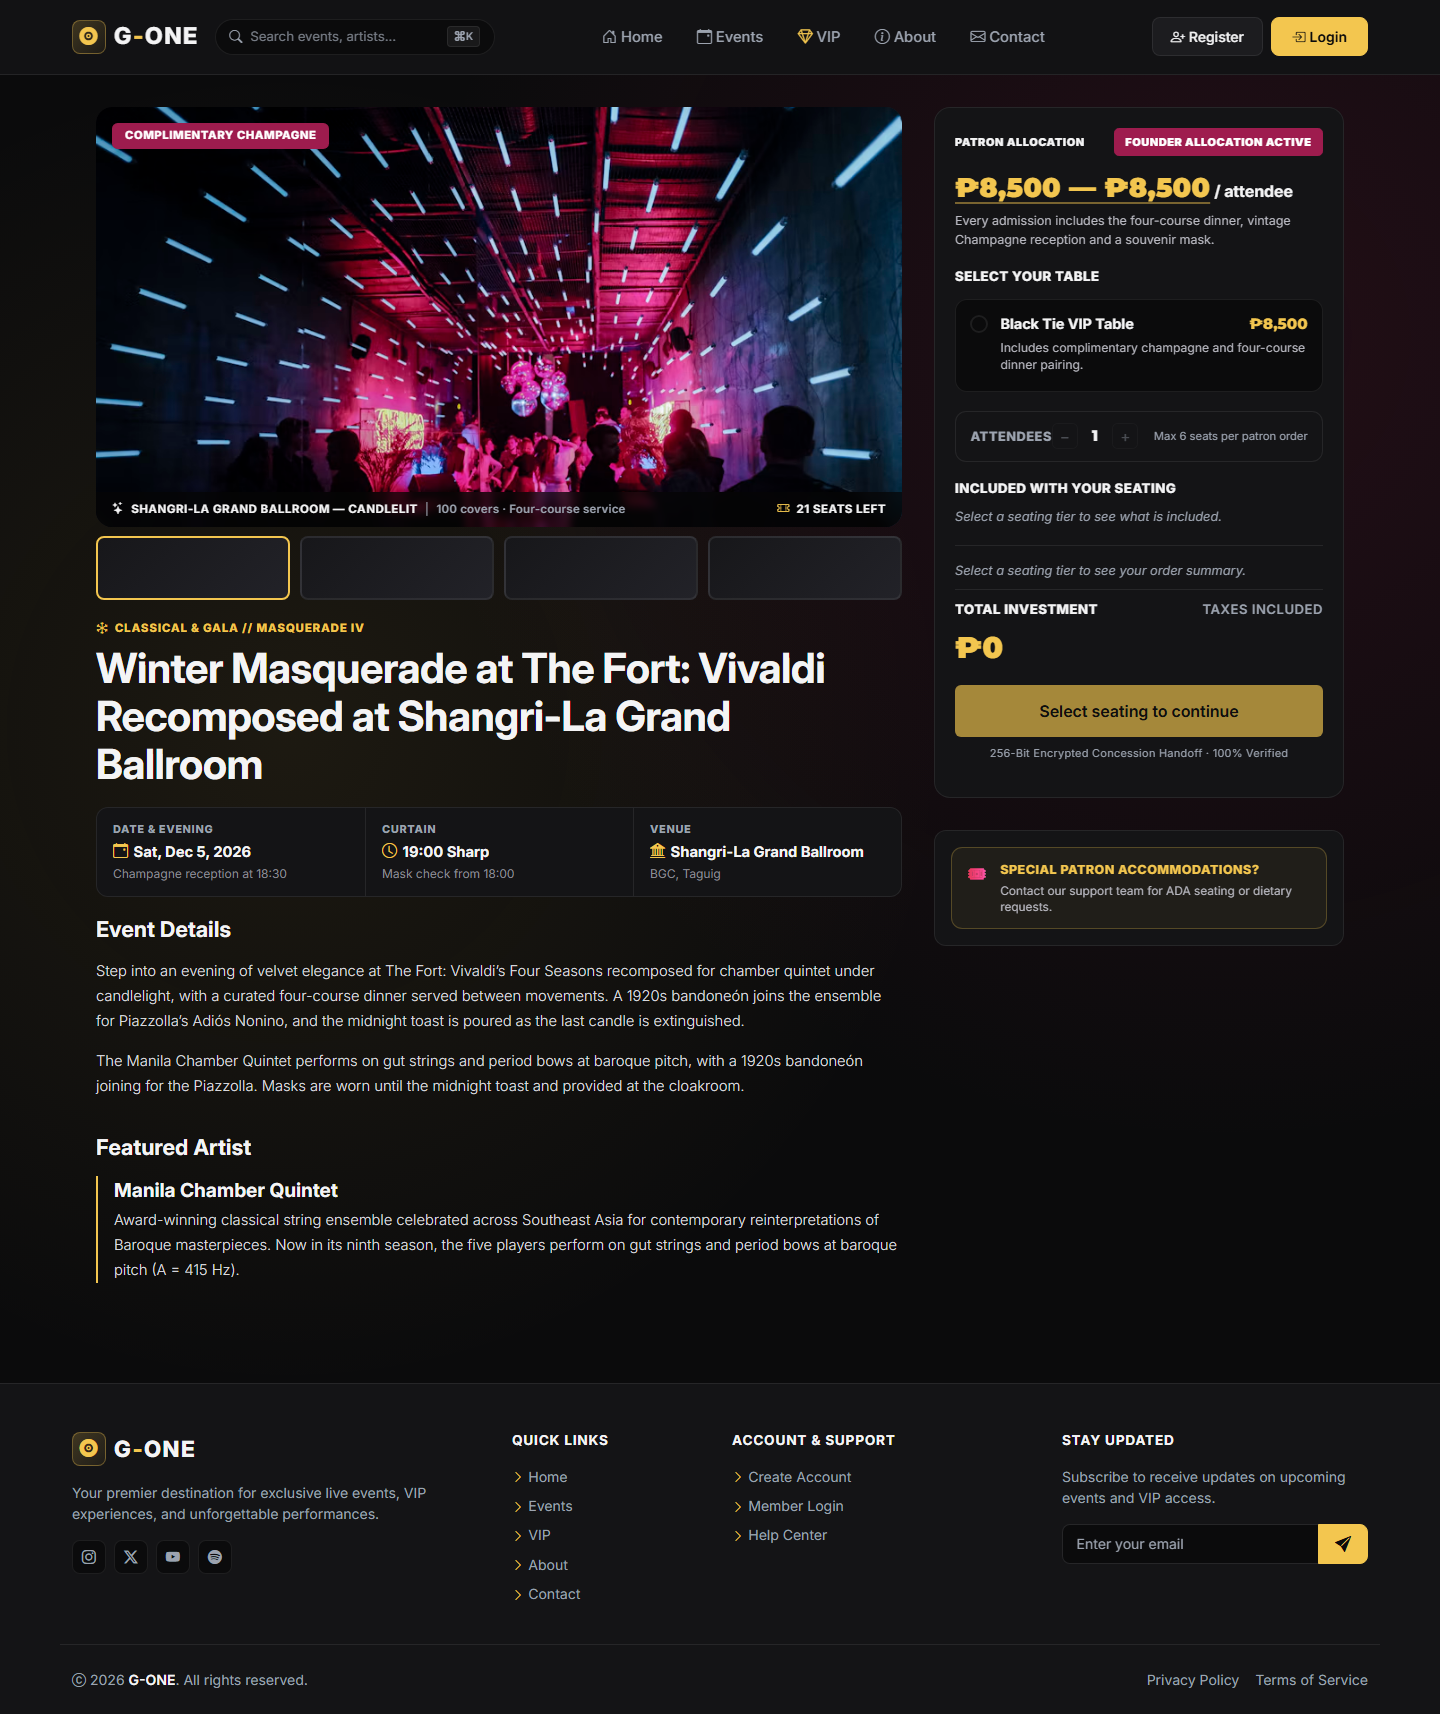 G-ONE
Search events, artists...
⌘K
Home
Events
VIP
About
Contact
Register
Login
COMPLIMENTARY CHAMPAGNE
SHANGRI-LA GRAND BALLROOM — CANDLELIT | 100 covers · Four-course service
21 SEATS LEFT
CLASSICAL & GALA // MASQUERADE IV
Winter Masquerade at The Fort: Vivaldi
Recomposed at Shangri-La Grand
Ballroom
DATE & EVENING
Sat, Dec 5, 2026
Champagne reception at 18:30
CURTAIN
19:00 Sharp
Mask check from 18:00
VENUE
Shangri-La Grand Ballroom
BGC, Taguig
Event Details
Step into an evening of velvet elegance at The Fort: Vivaldi’s Four Seasons recomposed for chamber quintet under
candlelight, with a curated four-course dinner served between movements. A 1920s bandoneón joins the ensemble
for Piazzolla’s Adiós Nonino, and the midnight toast is poured as the last candle is extinguished.
The Manila Chamber Quintet performs on gut strings and period bows at baroque pitch, with a 1920s bandoneón
joining for the Piazzolla. Masks are worn until the midnight toast and provided at the cloakroom.
Featured Artist
Manila Chamber Quintet
Award-winning classical string ensemble celebrated across Southeast Asia for contemporary reinterpretations of
Baroque masterpieces. Now in its ninth season, the five players perform on gut strings and period bows at baroque
pitch (A = 415 Hz).
PATRON ALLOCATION
FOUNDER ALLOCATION ACTIVE
₱8,500 — ₱8,500 / attendee
Every admission includes the four-course dinner, vintage
Champagne reception and a souvenir mask.
SELECT YOUR TABLE
Black Tie VIP Table
₱8,500
Includes complimentary champagne and four-course
dinner pairing.
ATTENDEES − 1 + Max 6 seats per patron order
INCLUDED WITH YOUR SEATING
Select a seating tier to see what is included.
Select a seating tier to see your order summary.
TOTAL INVESTMENT
TAXES INCLUDED
₱0
Select seating to continue
256-Bit Encrypted Concession Handoff · 100% Verified
SPECIAL PATRON ACCOMMODATIONS?
Contact our support team for ADA seating or dietary
requests.
G-ONE
Your premier destination for exclusive live events, VIP
experiences, and unforgettable performances.
QUICK LINKS
Home
Events
VIP
About
Contact
ACCOUNT & SUPPORT
Create Account
Member Login
Help Center
STAY UPDATED
Subscribe to receive updates on upcoming
events and VIP access.
Enter your email
© 2026 G-ONE. All rights reserved.
Privacy Policy
Terms of Service